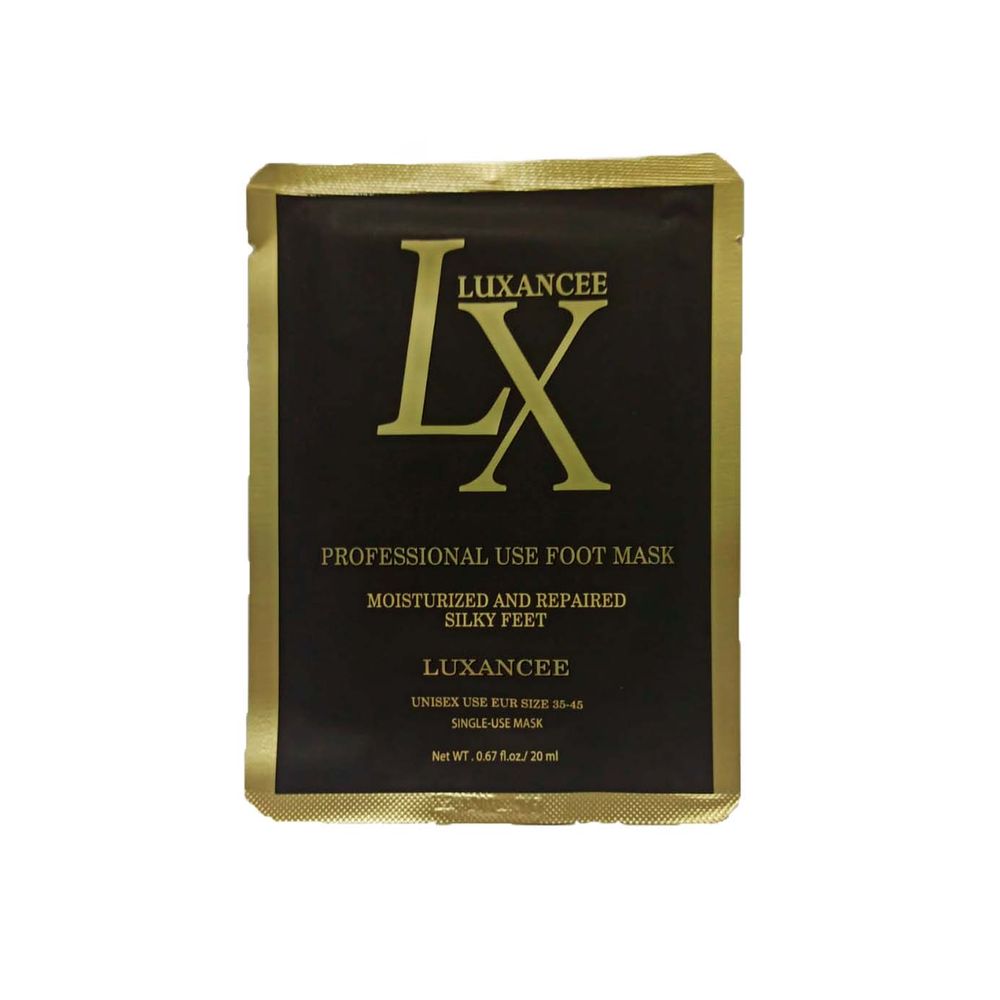 LX
LUXANCEE
PROFESSIONAL USE FOOT MASK
MOISTURIZED AND REPAIRED
SILKY FEET
LUXANCEE
UNISEX USE EUR SIZE 35-45
SINGLE-USE MASK
Net WT . 0.67 fl.oz./ 20 ml